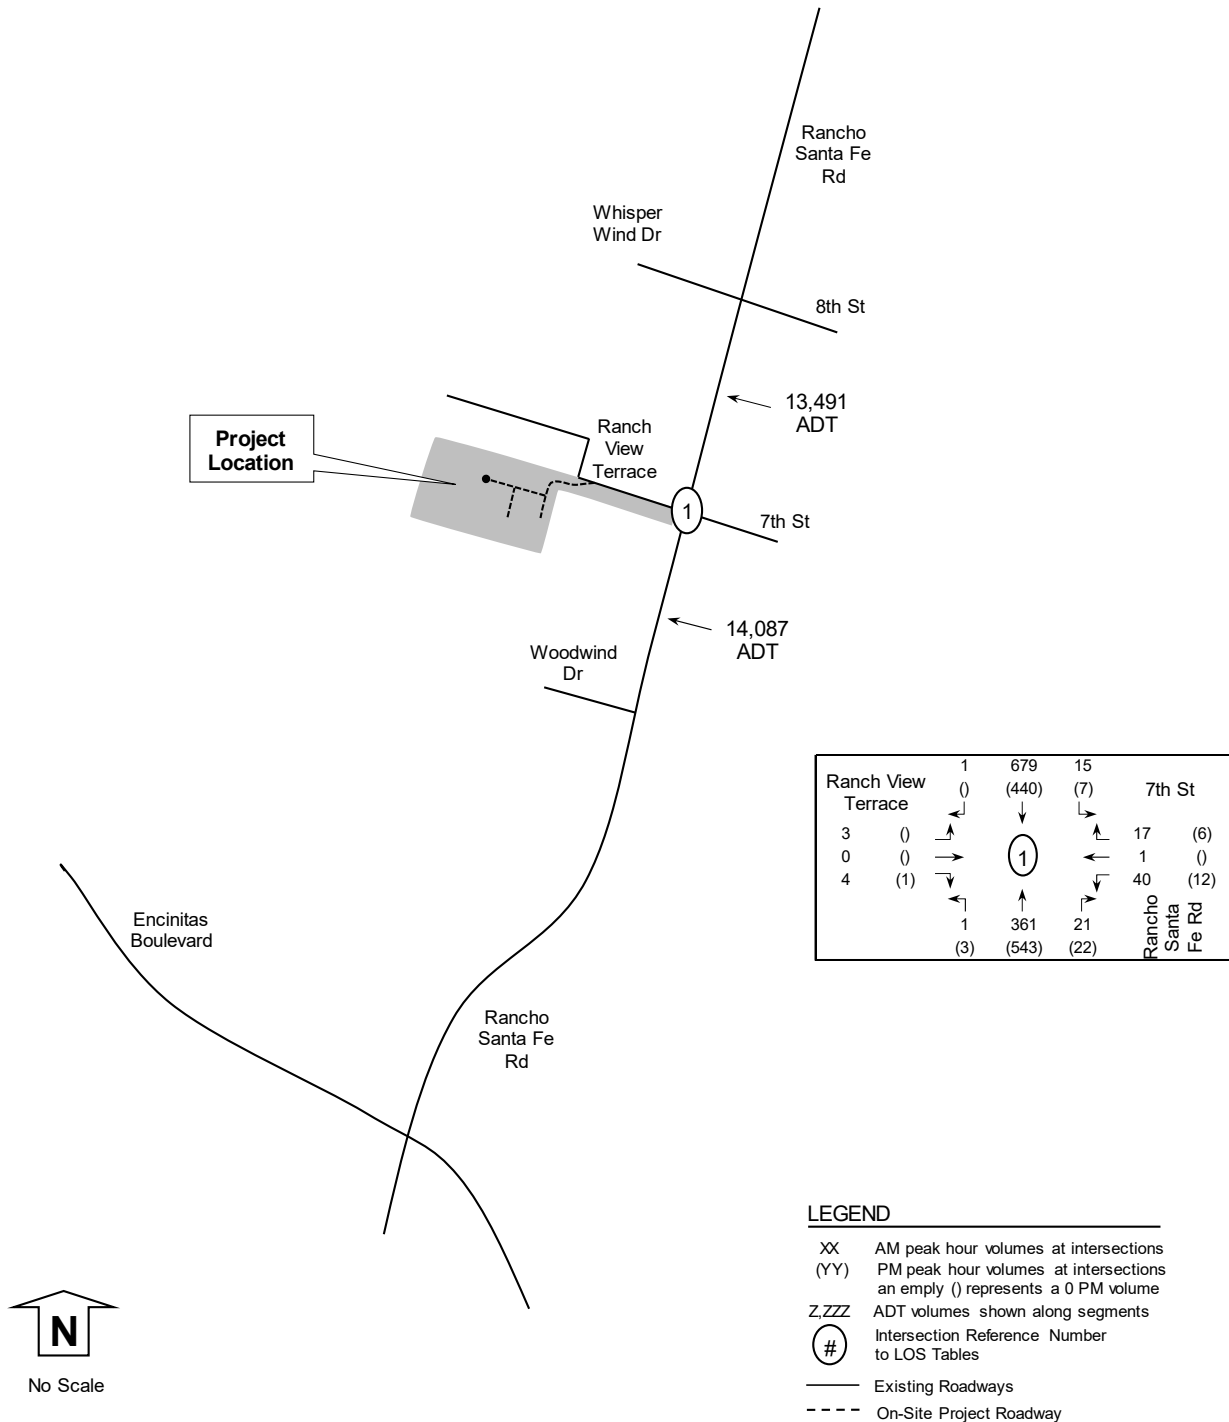 Rancho
Santa Fe
Rd
Whisper
Wind Dr
8th St
13,491
ADT
Project
Location
Ranch
View
Terrace
1
7th St
14,087
ADT
Woodwind
Dr
1 679 15
Ranch View
Terrace
() (440) (7)
7th St
3 () 17 (6)
0 () 1 1 ()
4 (1) 40 (12)
1 361 21
(3) (543) (22)
Rancho
Santa
Fe Rd
Encinitas
Boulevard
Rancho
Santa Fe
Rd
LEGEND
XX AM peak hour volumes at intersections
(YY) PM peak hour volumes at intersections
an emply () represents a 0 PM volume
Z,ZZZ ADT volumes shown along segments
# Intersection Reference Number
to LOS Tables
Existing Roadways
On-Site Project Roadway
N
No Scale